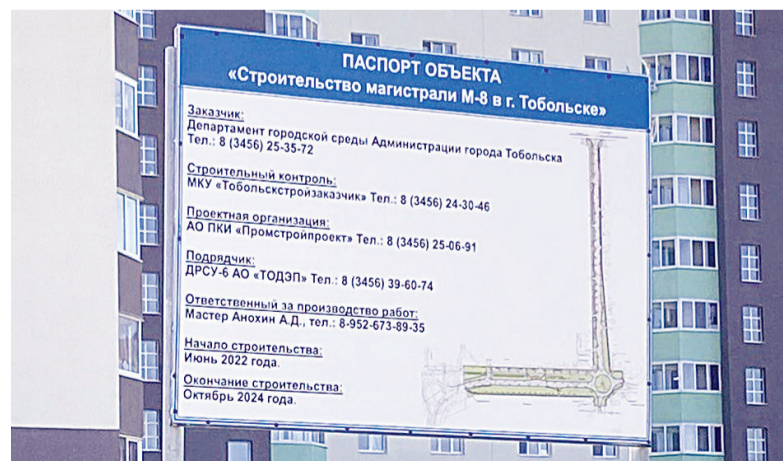 ПАСПОРТ ОБЪЕКТА
«Строительство магистрали М-8 в г. Тобольске»
Заказчик:
Департамент городской среды Администрации города Тобольска
Тел.: 8 (3456) 25-35-72
Строительный контроль:
МКУ «Тобольскстройзаказчик» Тел.: 8 (3456) 24-30-46
Проектная организация:
АО ПКИ «Промстройпроект» Тел.: 8 (3456) 25-06-91
Подрядчик:
ДРСУ-6 АО «ТОДЭП» Тел.: 8 (3456) 39-60-74
Ответственный за производство работ:
Мастер Анохин А.Д., тел.: 8-952-673-89-35
Начало строительства:
Июнь 2022 года.
Окончание строительства:
Октябрь 2024 года.